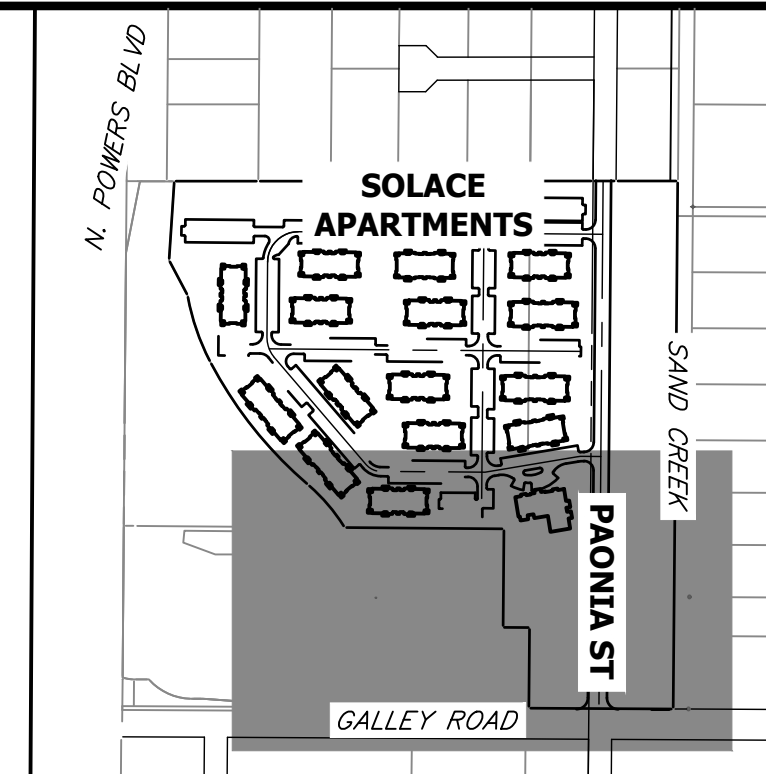 N. POWERS BLVD
SOLACE
APARTMENTS
SAND CREEK
PAONIA ST
GALLEY ROAD